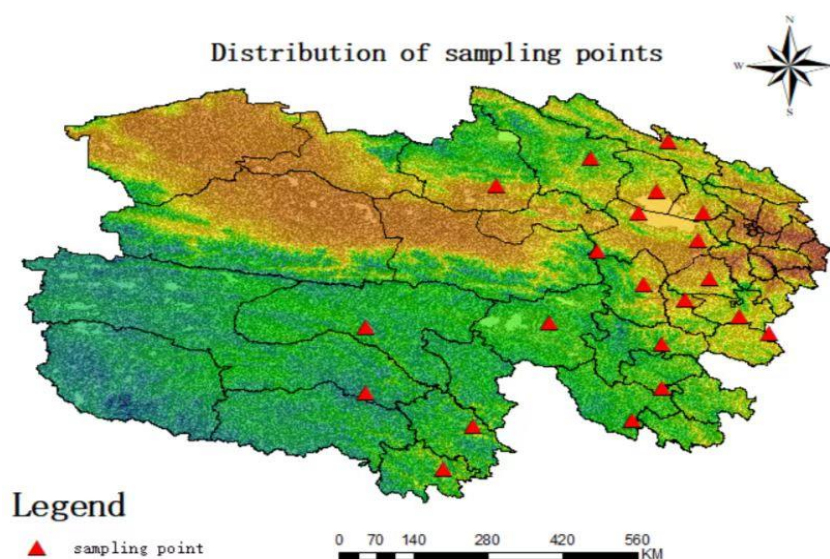 Distribution of sampling points
N
W
E
S
Legend
sampling point
0 70 140 280 420 560
KM